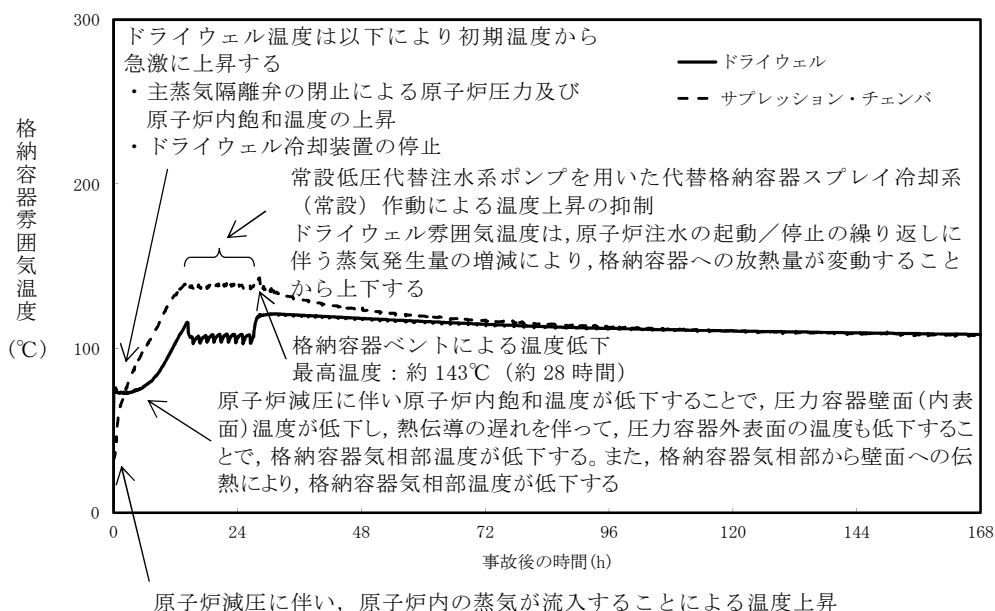 300
ドライウェル温度は以下により初期温度から
急激に上昇する
・主蒸気隔離弁の閉止による原子炉圧力及び
原子炉内飽和温度の上昇
・ドライウェル冷却装置の停止
ドライウェル
サプレッション・チェンバ
格納容器雰囲気温度
(℃)
200
常設低圧代替注水系ポンプを用いた代替格納容器スプレイ冷却系
（常設）作動による温度上昇の抑制
ドライウェル雰囲気温度は,原子炉注水の起動／停止の繰り返しに
伴う蒸気発生量の増減により,格納容器への放熱量が変動すること
から上下する
100
格納容器ベントによる温度低下
最高温度：約 143℃（約 28 時間）
原子炉減圧に伴い原子炉内飽和温度が低下することで,圧力容器壁面(内表
面)温度が低下し,熱伝導の遅れを伴って,圧力容器外表面の温度も低下するこ
とで,格納容器気相部温度が低下する。また,格納容器気相部から壁面への伝
熱により,格納容器気相部温度が低下する
0
0 24 48 72 96 120 144 168
事故後の時間(h)
原子炉減圧に伴い，原子炉内の蒸気が流入することによる温度上昇